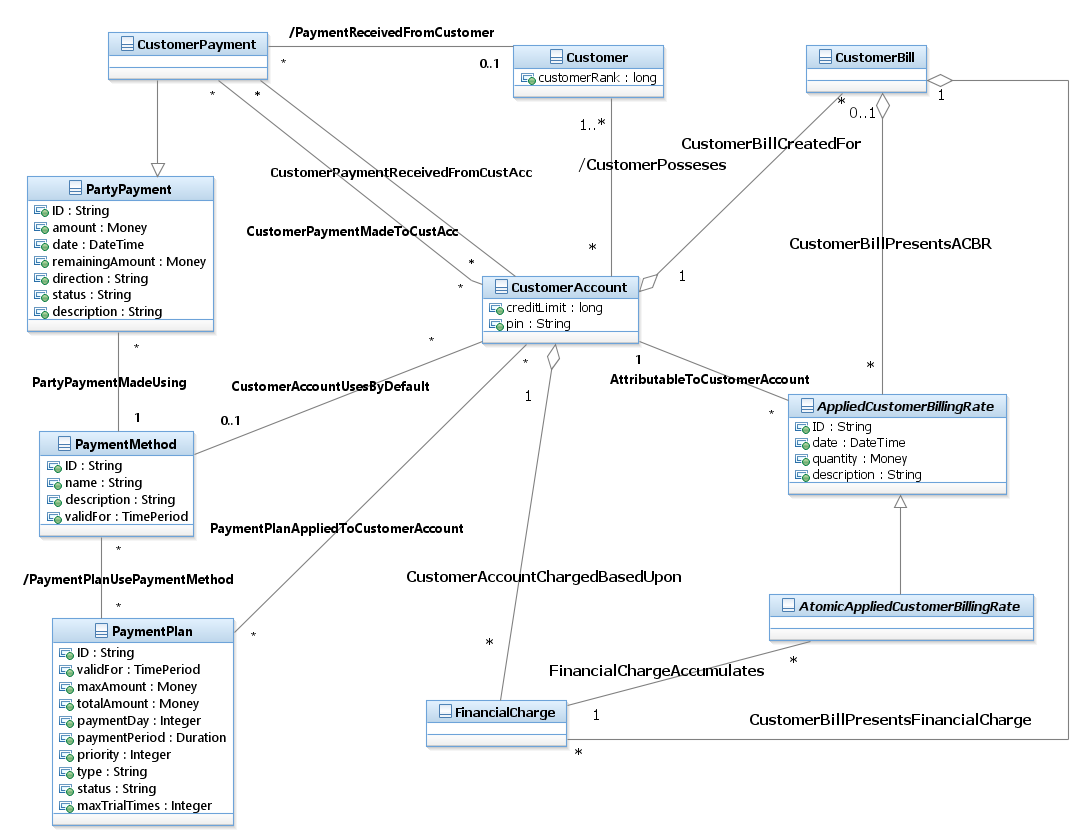 /PaymentReceivedFromCustomer
CustomerPayment
*
0..1
Customer
customerRank : long
CustomerBill
1
*
0..1
*
*
1..*
CustomerBillCreatedFor
/CustomerPosseses
CustomerPaymentReceivedFromCustAcc
PartyPayment
ID : String
amount : Money
date : DateTime
remainingAmount : Money
direction : String
status : String
description : String
CustomerPaymentMadeToCustAcc
CustomerBillPresentsACBR
*
*
*
1
CustomerAccount
creditLimit : long
pin : String
*
*
*
1
*
PartyPaymentMadeUsing
CustomerAccountUsesByDefault
AttributableToCustomerAccount
1
1
0..1
*
AppliedCustomerBillingRate
ID : String
date : DateTime
quantity : Money
description : String
PaymentMethod
ID : String
name : String
description : String
validFor : TimePeriod
PaymentPlanAppliedToCustomerAccount
*
/PaymentPlanUsePaymentMethod
CustomerAccountChargedBasedUpon
*
AtomicAppliedCustomerBillingRate
PaymentPlan
ID : String
validFor : TimePeriod
maxAmount : Money
totalAmount : Money
paymentDay : Integer
paymentPeriod : Duration
priority : Integer
type : String
status : String
maxTrialTimes : Integer
*
*
*
FinancialChargeAccumulates
FinancialCharge
1
CustomerBillPresentsFinancialCharge
*